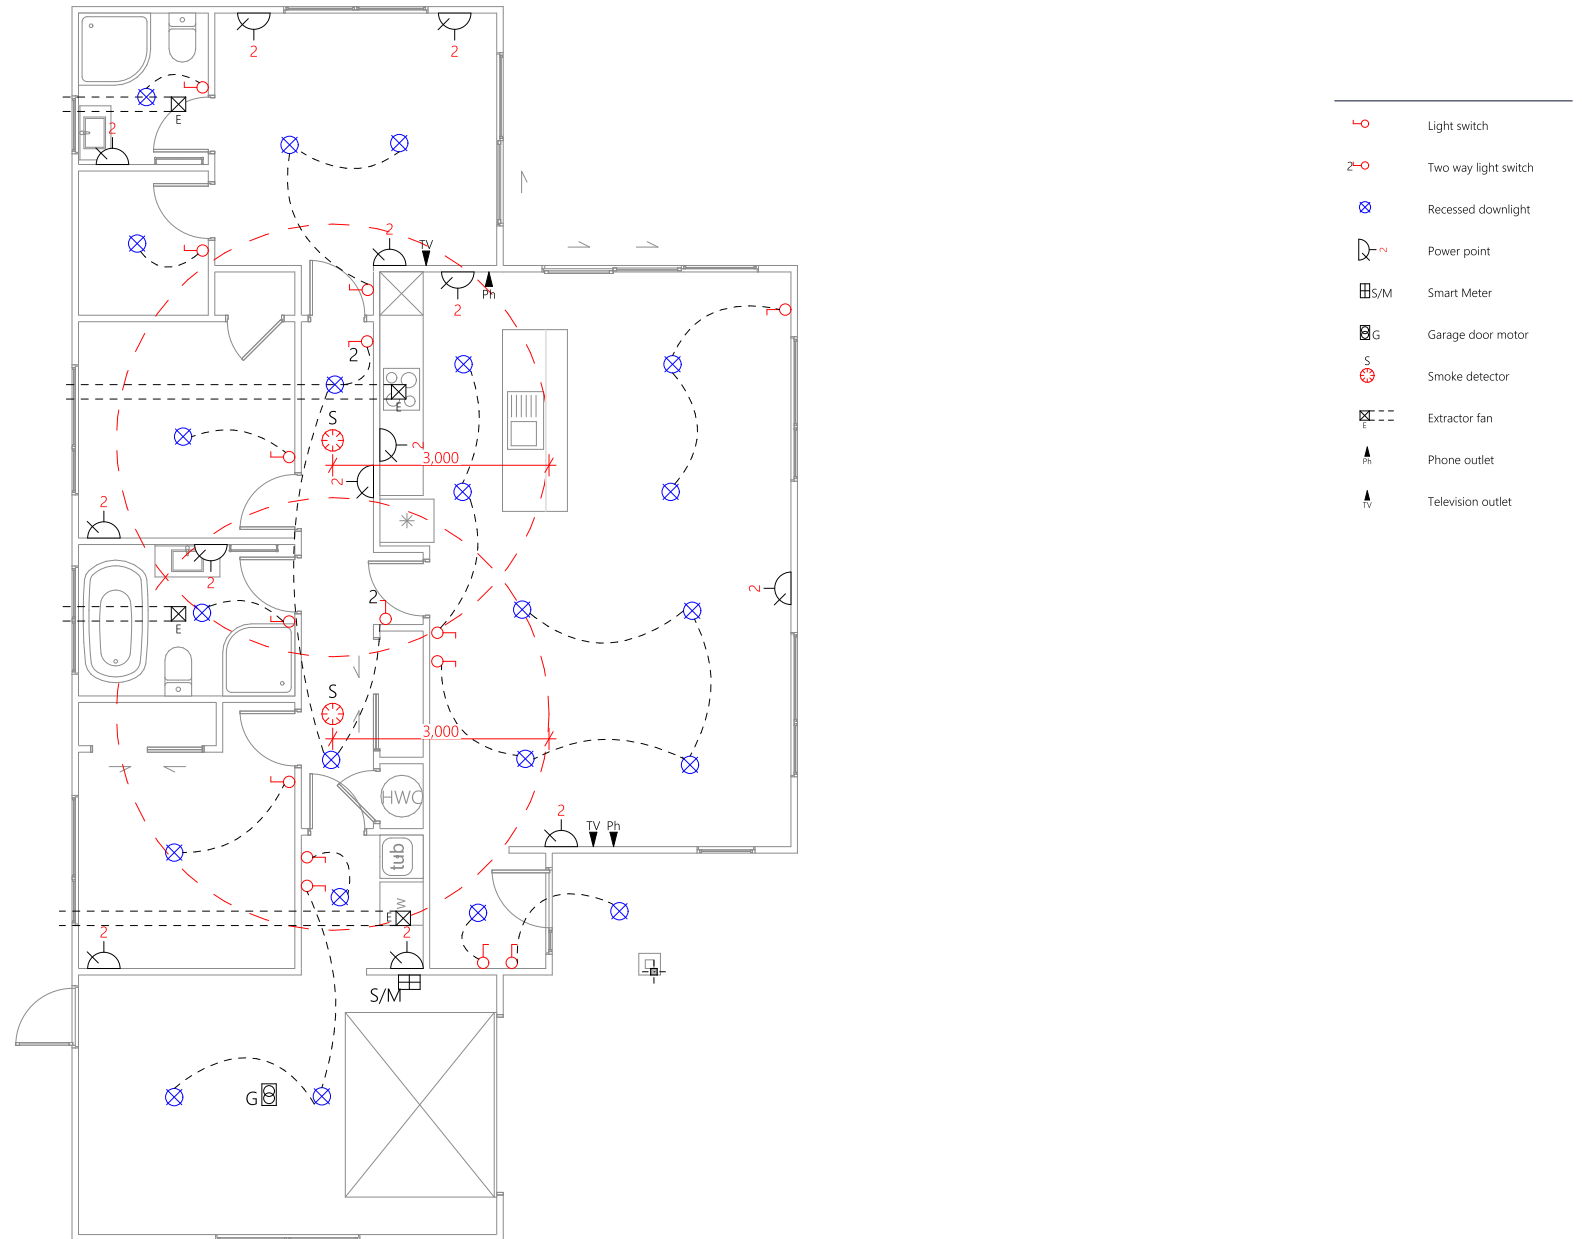 2
2
E
2
2
TV
Ph
2
2
E
S
2
3,000
2
2
2
E
2
2
S
3,000
HWC
tub
2
TV Ph
W
E
2
2
S/M
G
Light switch
2 Two way light switch
Recessed downlight
2 Power point
S/M Smart Meter
G Garage door motor
S
Smoke detector
E Extractor fan
Ph Phone outlet
TV Television outlet